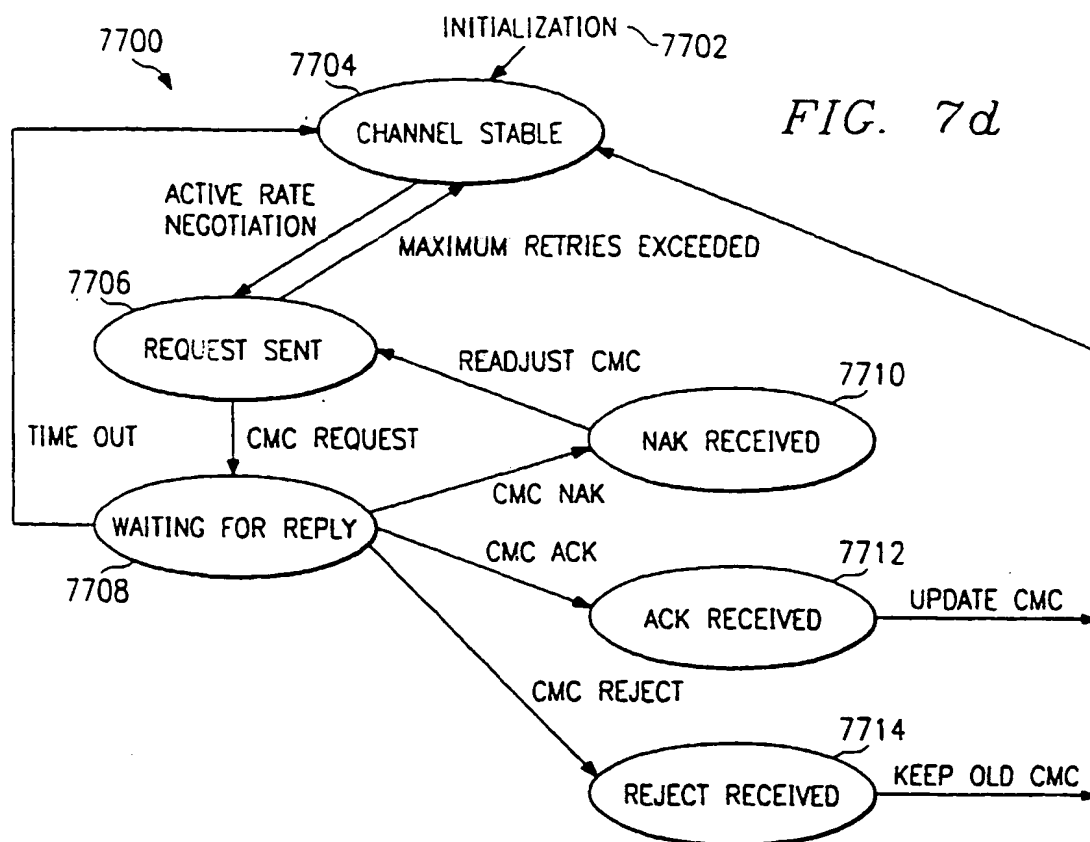 INITIALIZATION
7702
7700
7704
CHANNEL STABLE
FIG. 7d
ACTIVE RATE
NEGOTIATION
MAXIMUM RETRIES EXCEEDED
7706
REQUEST SENT
READJUST CMC
7710
NAK RECEIVED
TIME OUT
CMC REQUEST
CMC NAK
WAITING FOR REPLY
7708
CMC ACK
7712
ACK RECEIVED
UPDATE CMC
CMC REJECT
7714
REJECT RECEIVED
KEEP OLD CMC